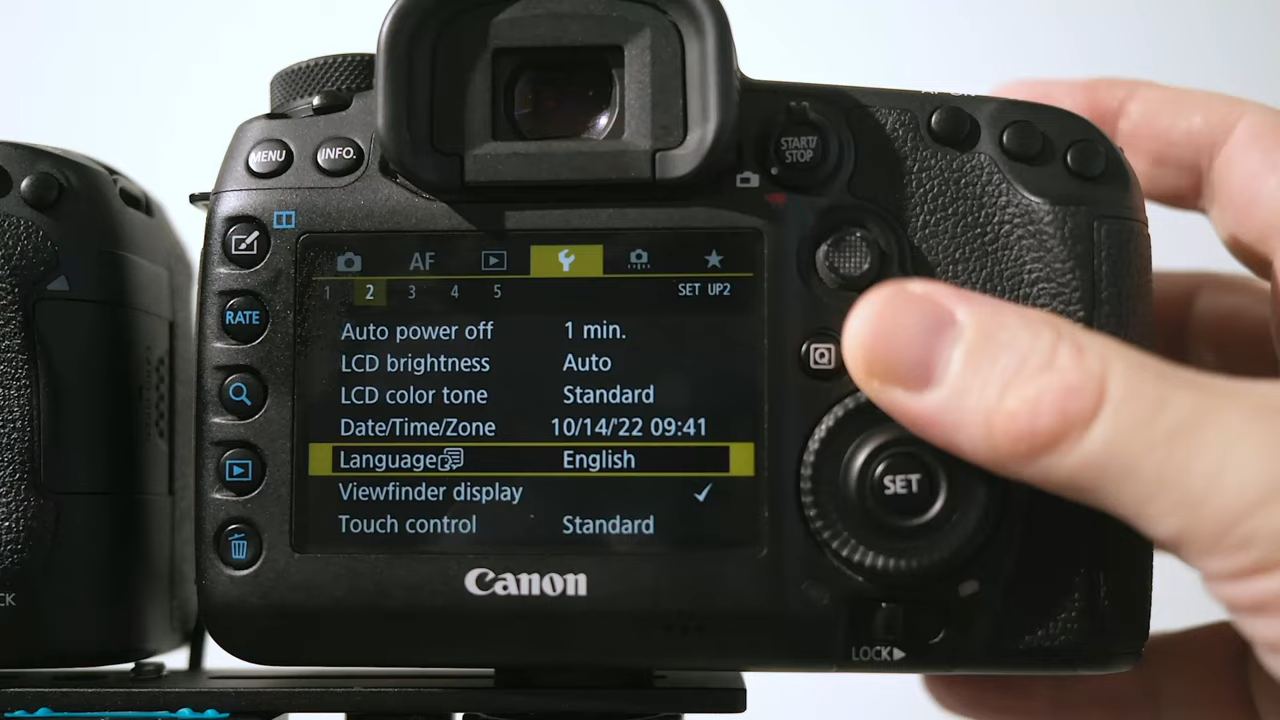 MENU
INFO.
START/
STOP
RATE
AF
1 2 3 4 5 SET UP2
Auto power off 1 min.
LCD brightness Auto
LCD color tone Standard
Date/Time/Zone 10/14/'22 09:41
Language English
Viewfinder display ✓
Touch control Standard
Q
SET
Canon
LOCK▶
CK